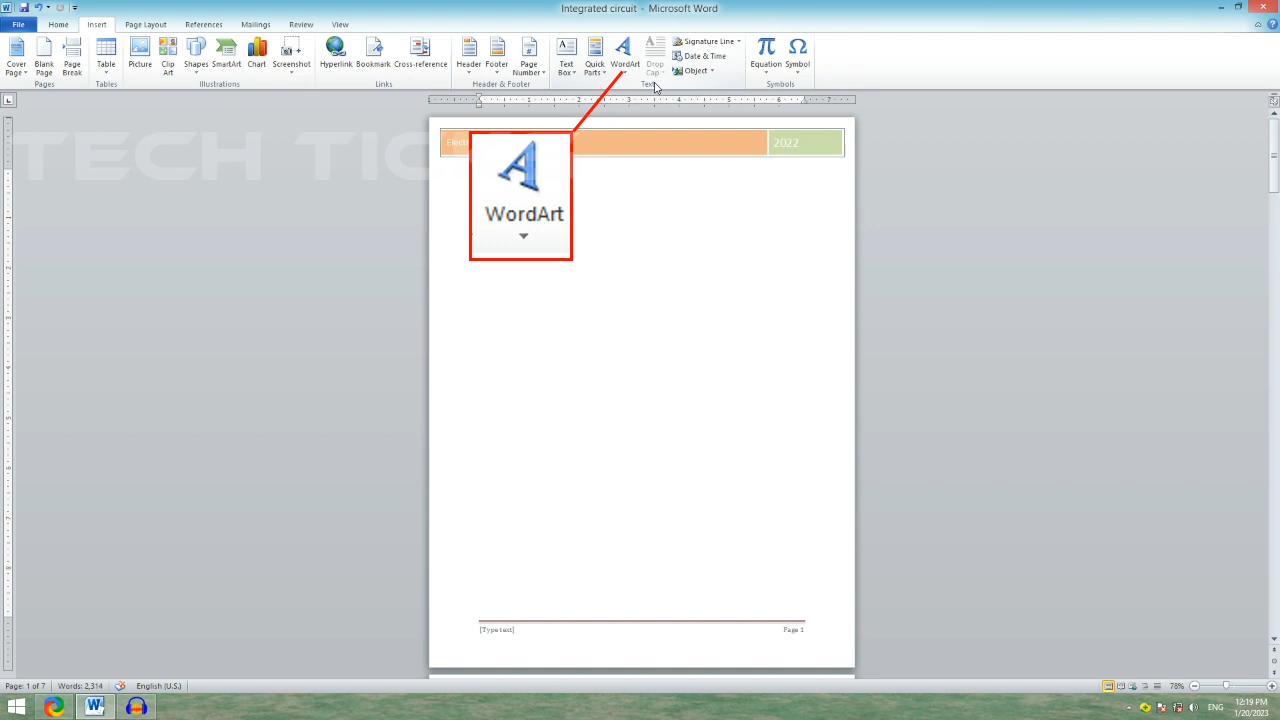 Integrated circuit - Microsoft Word
File Home Insert Page Layout References Mailings Review View
Cover Page Blank Page Page Break
Pages
Table
Tables
Picture Clip Art Shapes SmartArt Chart Screenshot
Illustrations
Hyperlink Bookmark Cross-reference
Links
Header Footer Page Number
Header & Footer
Text Box Quick Parts WordArt Drop Cap
Signature Line
Date & Time
Object
Text
Equation Symbol
Symbols
TECH TIC
2022
WordArt
[Type text]
Page 1
Page: 1 of 7 Words: 2,314 English (U.S.) 78%
ENG
12:19 PM
1/20/2023